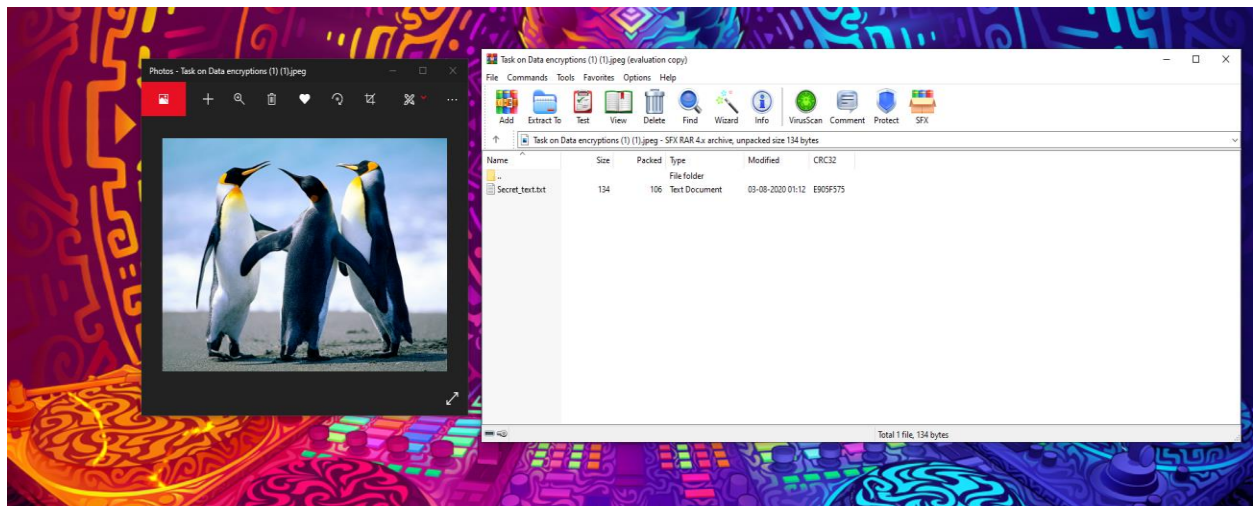 Photos - Task on Data encryptions (1) (1).jpeg
Task on Data encryptions (1) (1).jpeg (evaluation copy)
File Commands Tools Favorites Options Help
Add Extract To Test View Delete Find Wizard Info VirusScan Comment Protect SFX
Task on Data encryptions (1) (1).jpeg - SFX RAR 4.x archive, unpacked size 134 bytes
Name Size Packed Type Modified CRC32
.. File folder
Secret_text.txt 134 106 Text Document 03-08-2020 01:12 E905F575
Total 1 file, 134 bytes